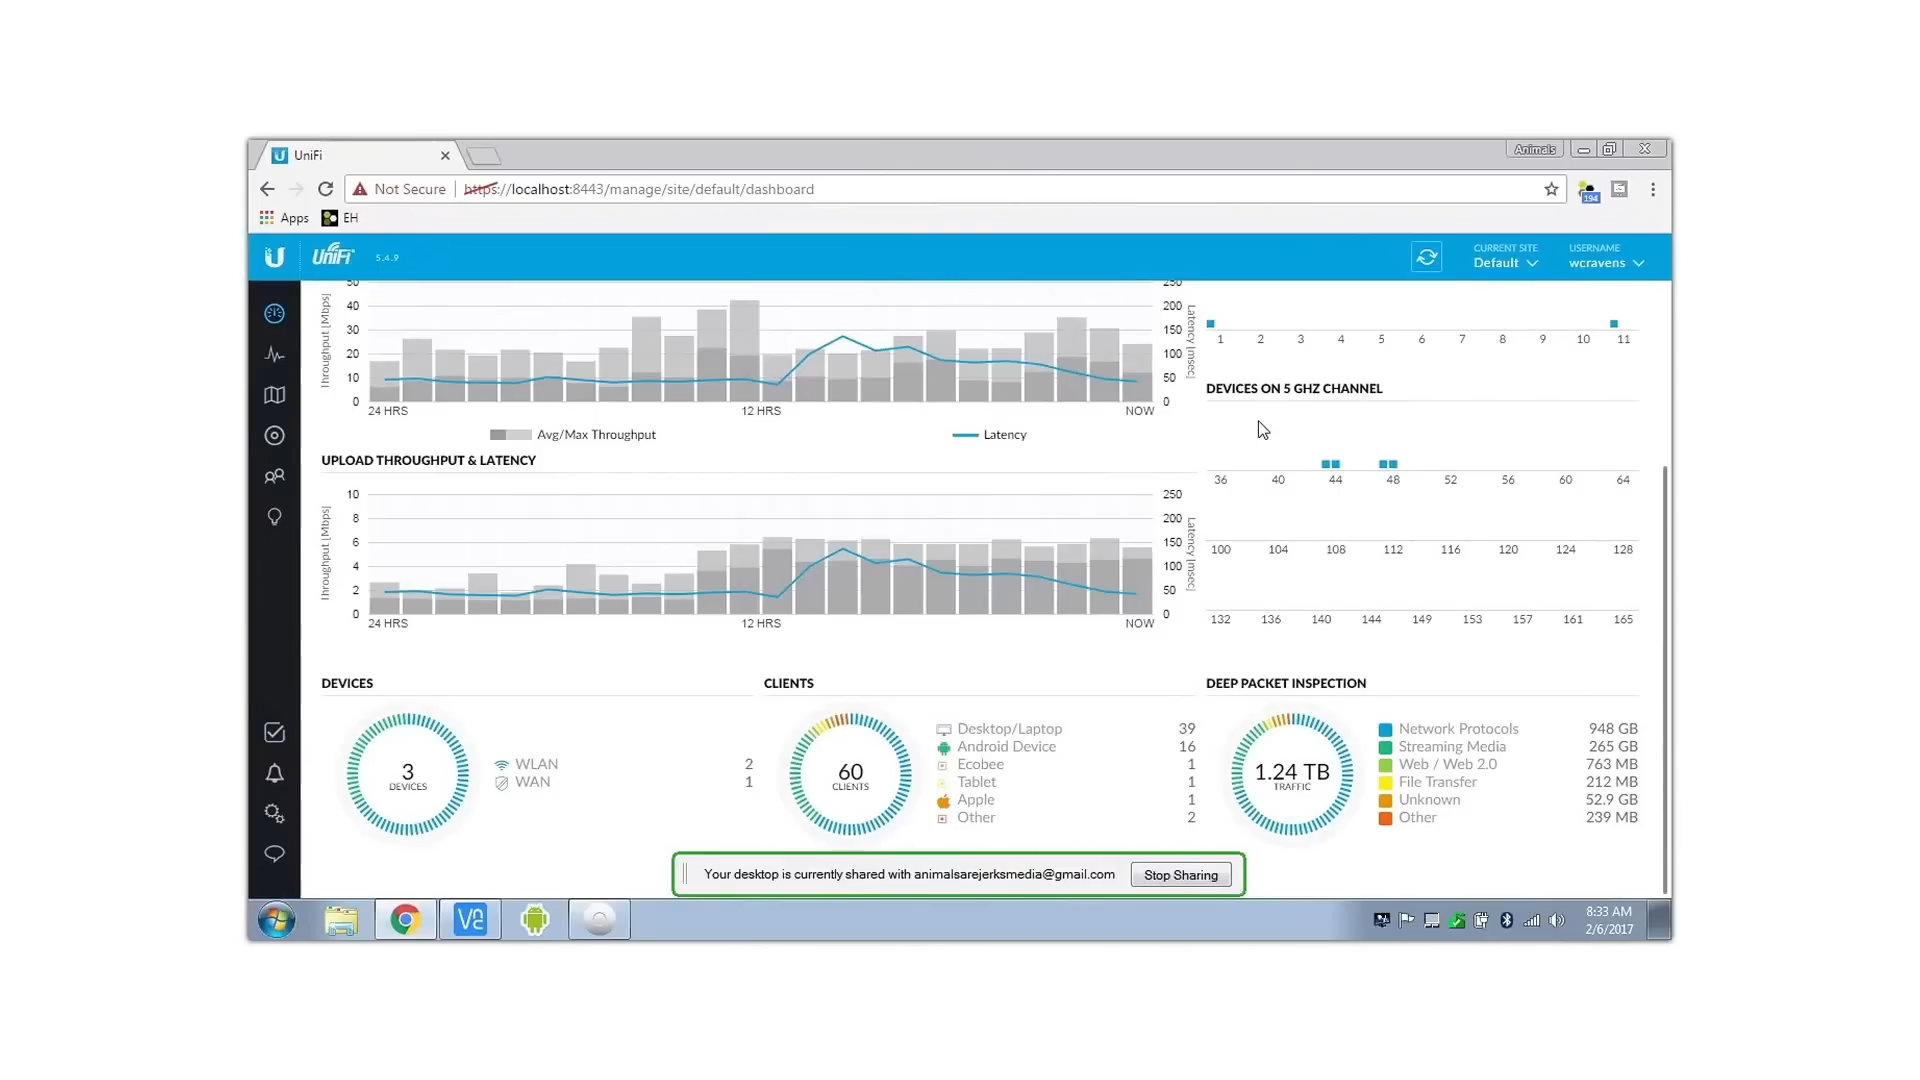 UniFi
Animals
Not Secure https://localhost:8443/manage/site/default/dashboard
194
Apps EH
U UniFi 5.4.9
CURRENT SITE
Default
USERNAME
wcravens
Throughput [Mbps]
50
40
30
20
10
0
250
200
150
100
50
0
Latency [msec]
24 HRS 12 HRS NOW
Avg/Max Throughput Latency
1 2 3 4 5 6 7 8 9 10 11
DEVICES ON 5 GHZ CHANNEL
36 40 44 48 52 56 60 64
100 104 108 112 116 120 124 128
132 136 140 144 149 153 157 161 165
UPLOAD THROUGHPUT & LATENCY
Throughput [Mbps]
10
8
6
4
2
0
250
200
150
100
50
0
Latency [msec]
24 HRS 12 HRS NOW
DEVICES
3
DEVICES
WLAN 2
WAN 1
CLIENTS
60
CLIENTS
Desktop/Laptop 39
Android Device 16
Ecobee 1
Tablet 1
Apple 1
Other 2
DEEP PACKET INSPECTION
1.24 TB
TRAFFIC
Network Protocols 948 GB
Streaming Media 265 GB
Web / Web 2.0 763 MB
File Transfer 212 MB
Unknown 52.9 GB
Other 239 MB
Your desktop is currently shared with animalsarejerksmedia@gmail.com Stop Sharing
8:33 AM
2/6/2017